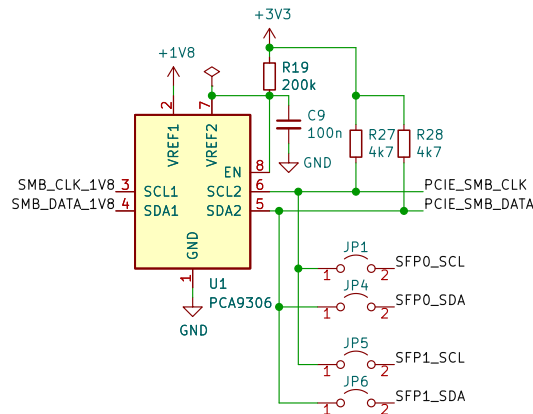 +3V3
+1V8
R19
200k
2
7
VREF1
VREF2
C9
100n
GND
R27
4k7
R28
4k7
EN
8
SMB_CLK_1V8
3
SCL1
SCL2
6
PCIE_SMB_CLK
SMB_DATA_1V8
4
SDA1
SDA2
5
PCIE_SMB_DATA
GND
1
U1
PCA9306
GND
JP1
1
2
SFP0_SCL
JP4
1
2
SFP0_SDA
JP5
1
2
SFP1_SCL
JP6
1
2
SFP1_SDA